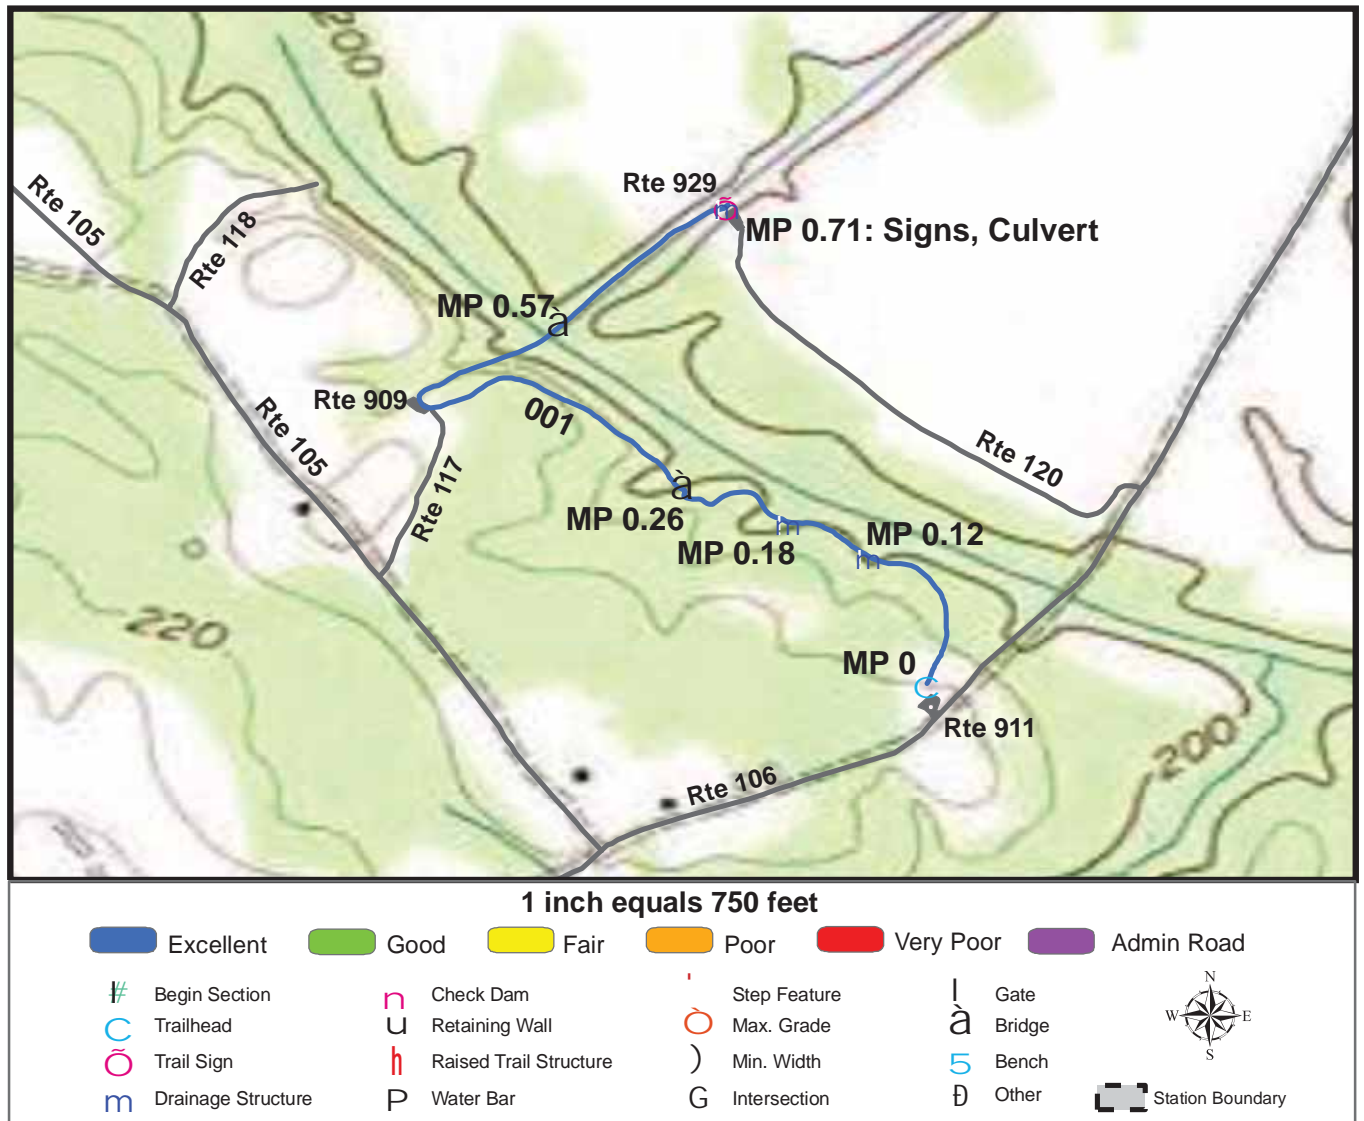 200
Rte 105
Rte 118
Rte 929
MP 0.71: Signs, Culvert
MP 0.57
à
Rte 909
001
Rte 105
Rte 117
Rte 120
à
MP 0.26
m
MP 0.18
MP 0.12
m
220
MP 0
C
Rte 911
200
Rte 106
1 inch equals 750 feet
Excellent Good Fair Poor Very Poor Admin Road
# Begin Section
n Check Dam
' Step Feature
l Gate
C Trailhead
u Retaining Wall
Ò Max. Grade
à Bridge
Õ Trail Sign
h Raised Trail Structure
) Min. Width
5 Bench
m Drainage Structure
P Water Bar
G Intersection
Đ Other
N
W E
S
Station Boundary